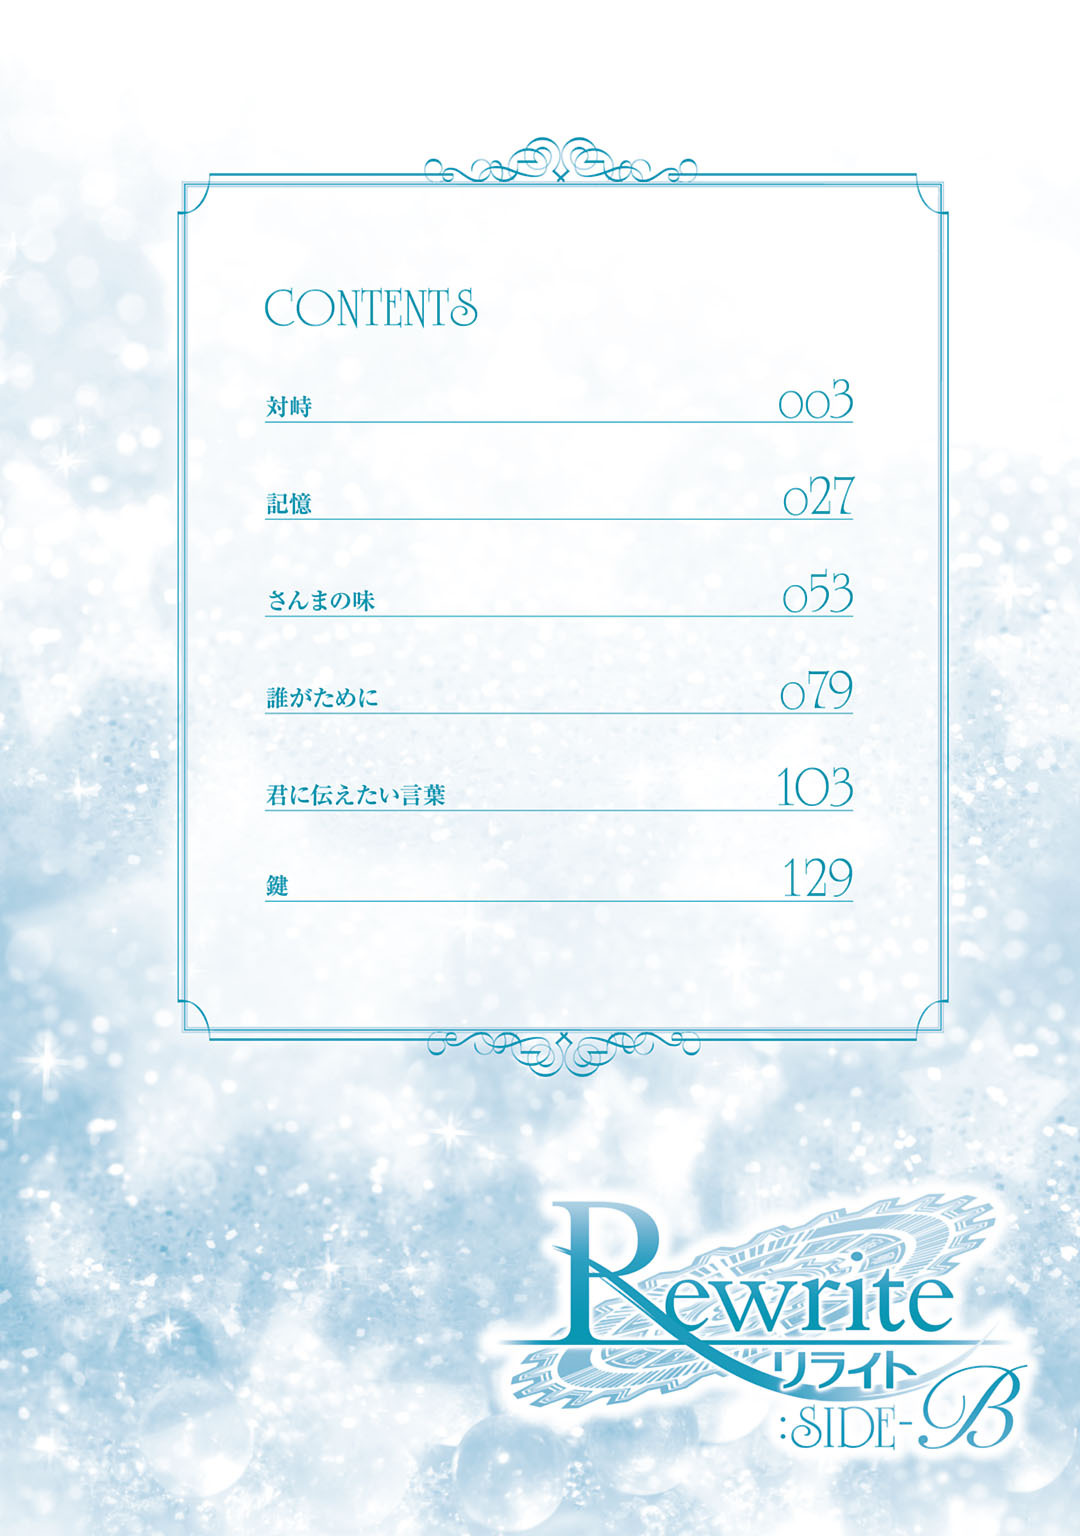 CONTENTS
対峙 003
記憶 027
さんまの味 053
誰がために 079
君に伝えたい言葉 103
鍵 129
Rewrite
リライト
:SIDE-B